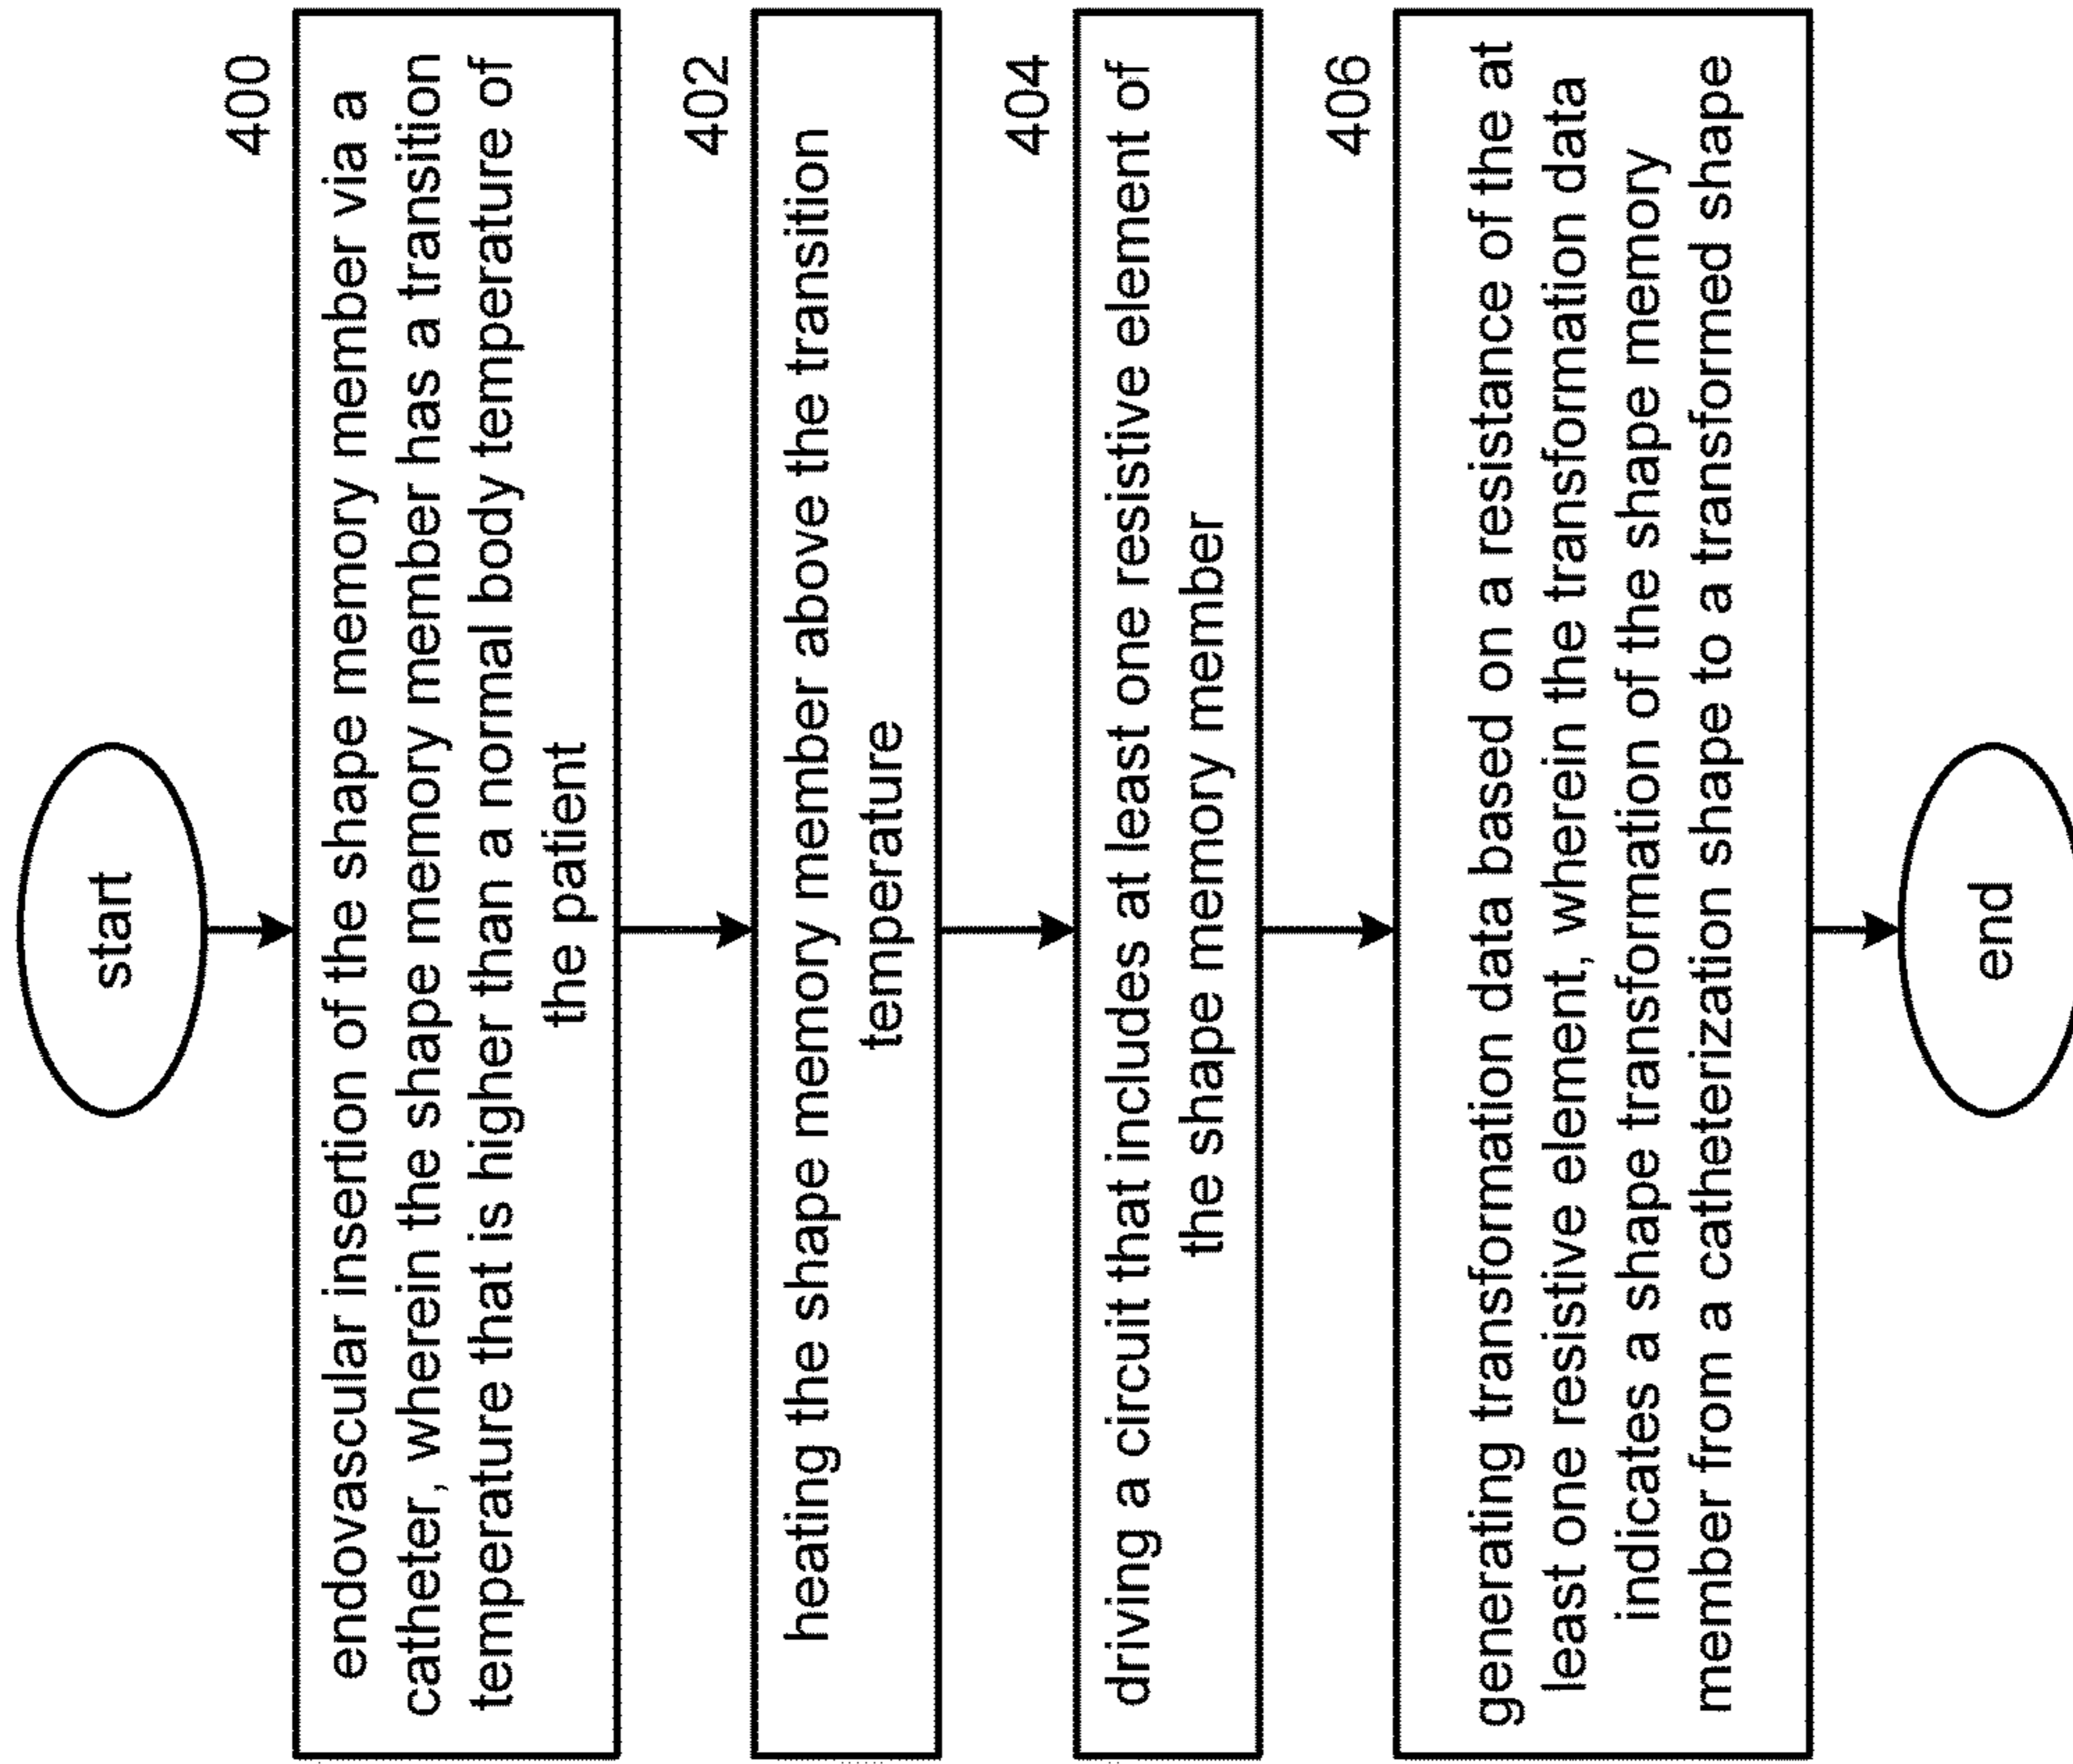 start
400
endovascular insertion of the shape memory member via a
catheter, wherein the shape memory member has a transition
temperature that is higher than a normal body temperature of
the patient
402
heating the shape memory member above the transition
temperature
404
driving a circuit that includes at least one resistive element of
the shape memory member
406
generating transformation data based on a resistance of the at
least one resistive element, wherein the transformation data
indicates a shape transformation of the shape memory
member from a catheterization shape to a transformed shape
end